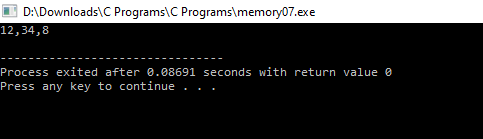 D:\Downloads\C Programs\C Programs\memory07.exe
12,34,8
--------------------------------
Process exited after 0.08691 seconds with return value 0
Press any key to continue . . .